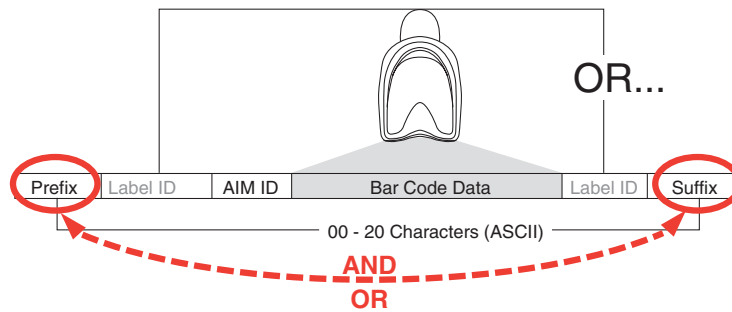 OR...
Prefix Label ID AIM ID Bar Code Data Label ID Suffix
00 - 20 Characters (ASCII)
AND
OR